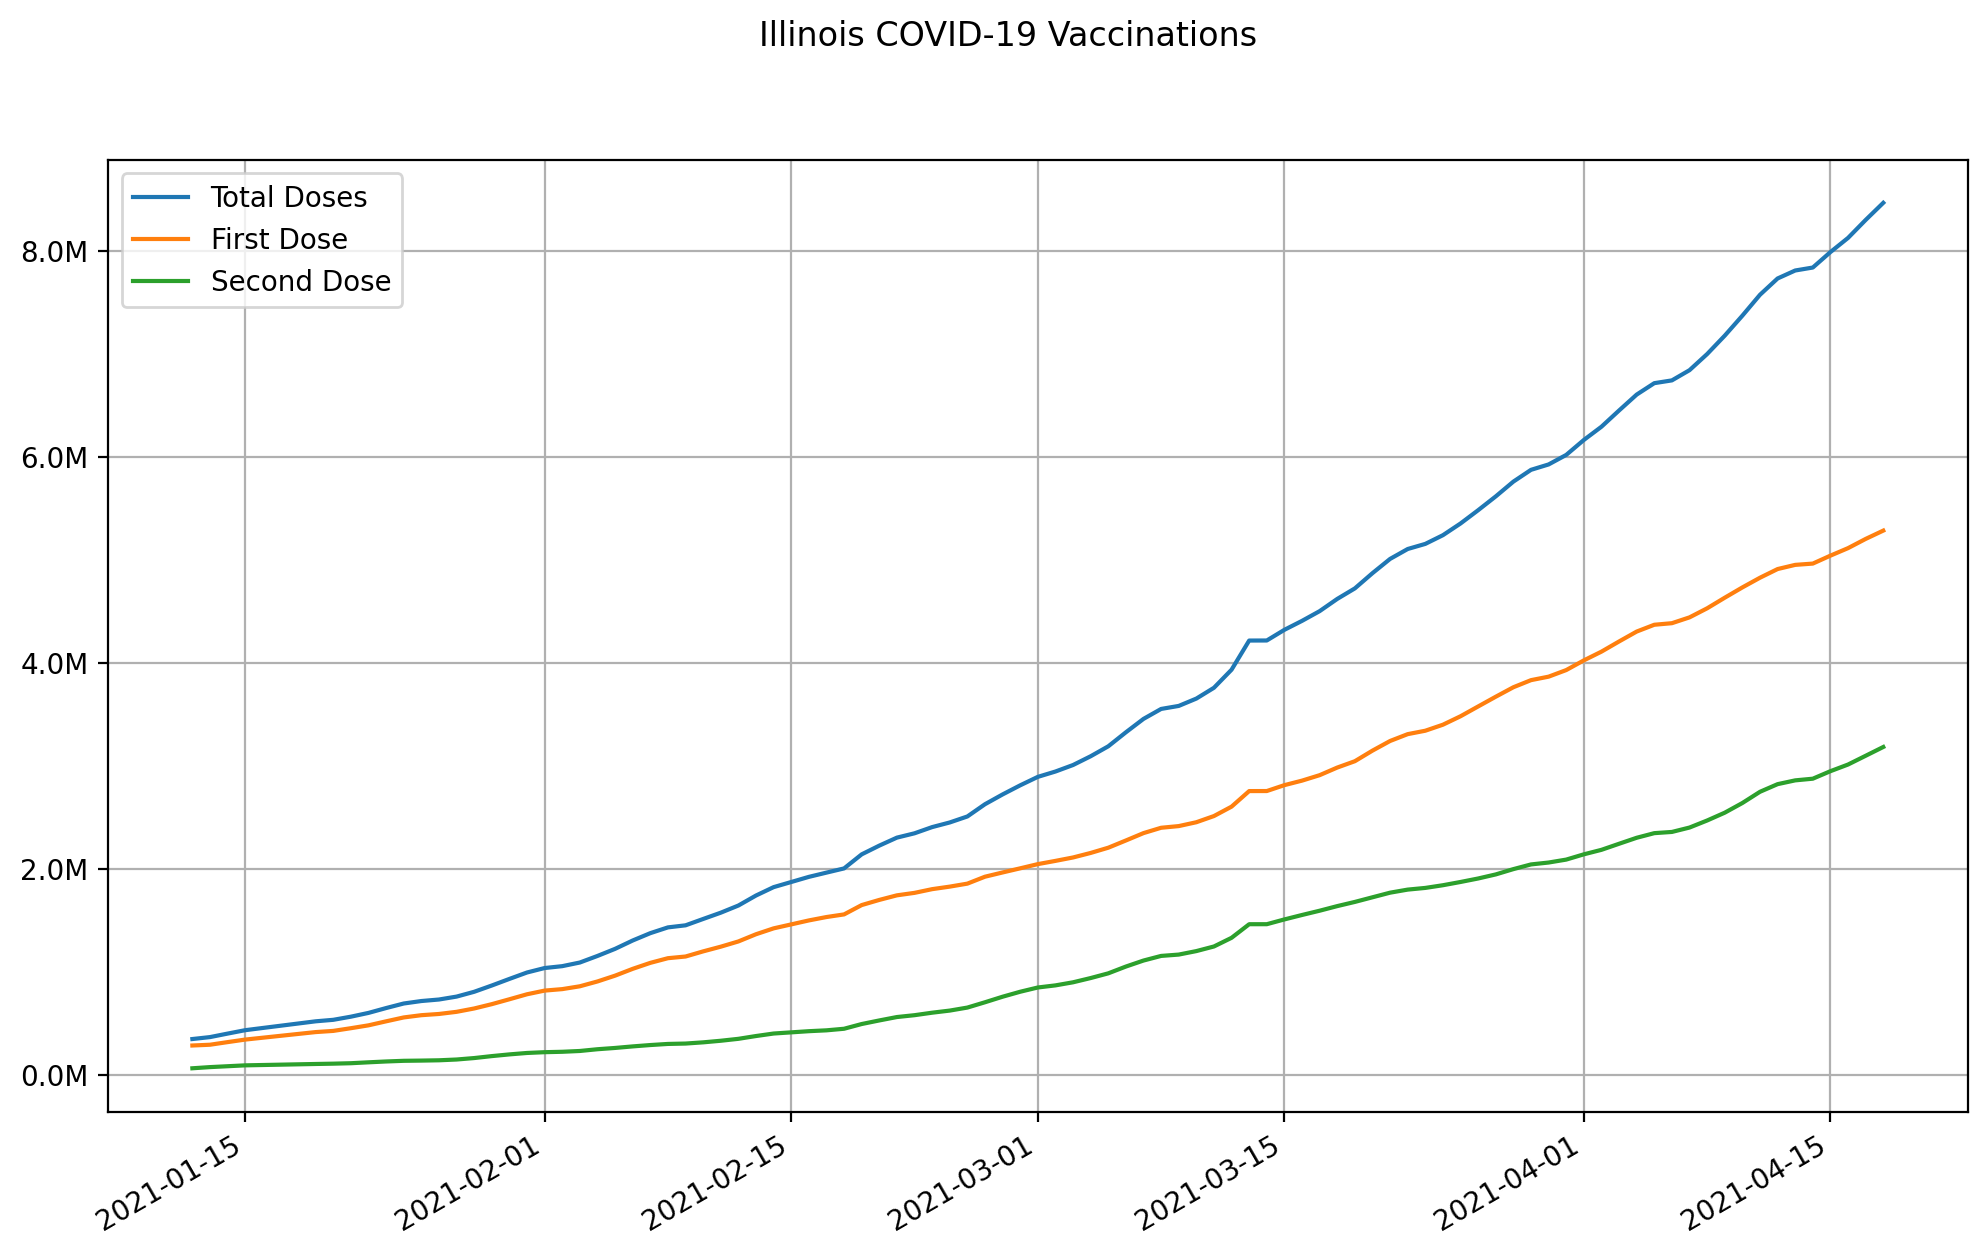 Illinois COVID-19 Vaccinations
Total Doses
First Dose
Second Dose
8.0M
6.0M
4.0M
2.0M
0.0M
2021-01-15
2021-02-01
2021-02-15
2021-03-01
2021-03-15
2021-04-01
2021-04-15